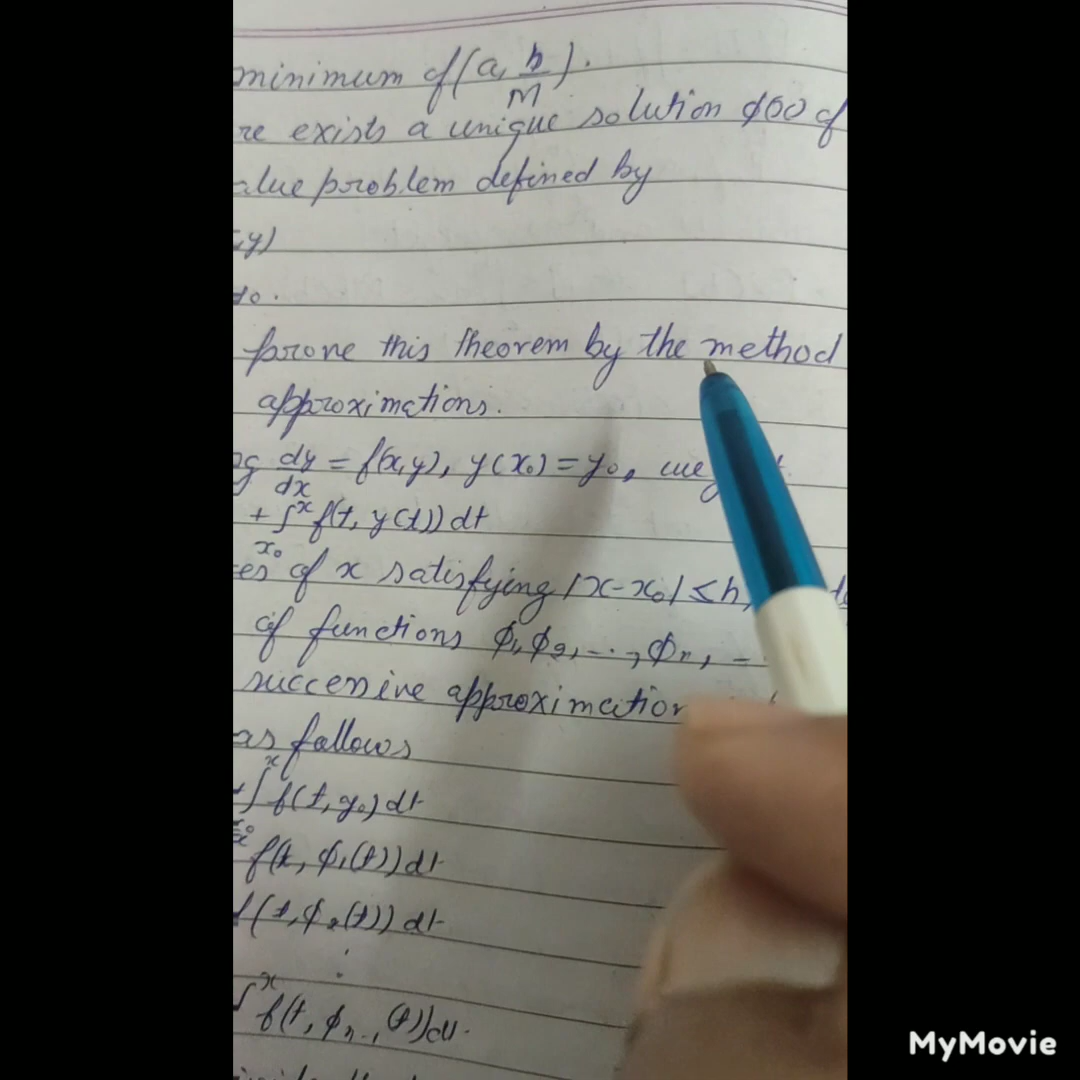 minimum of (a, b/M).
re exists a unique solution φ(x) of
alue problem defined by
,y)
prove this theorem by the method
approximations.
dy/dx = f(x,y), y(x₀) = y₀, we
+ ∫ˣₓ₀ f(t, y(t)) dt
es of x satisfying |x-x₀| ≤ h,
of functions φ₁, φ₂, ..., φₙ, -
successive approximation
as follows
∫ˣ f(t, y₀) dt
f(t, φ₁(t)) dt
f(t, φ₂(t)) dt
⋮
∫ˣ f(t, φₙ₋₁(t)) dt.
MyMovie